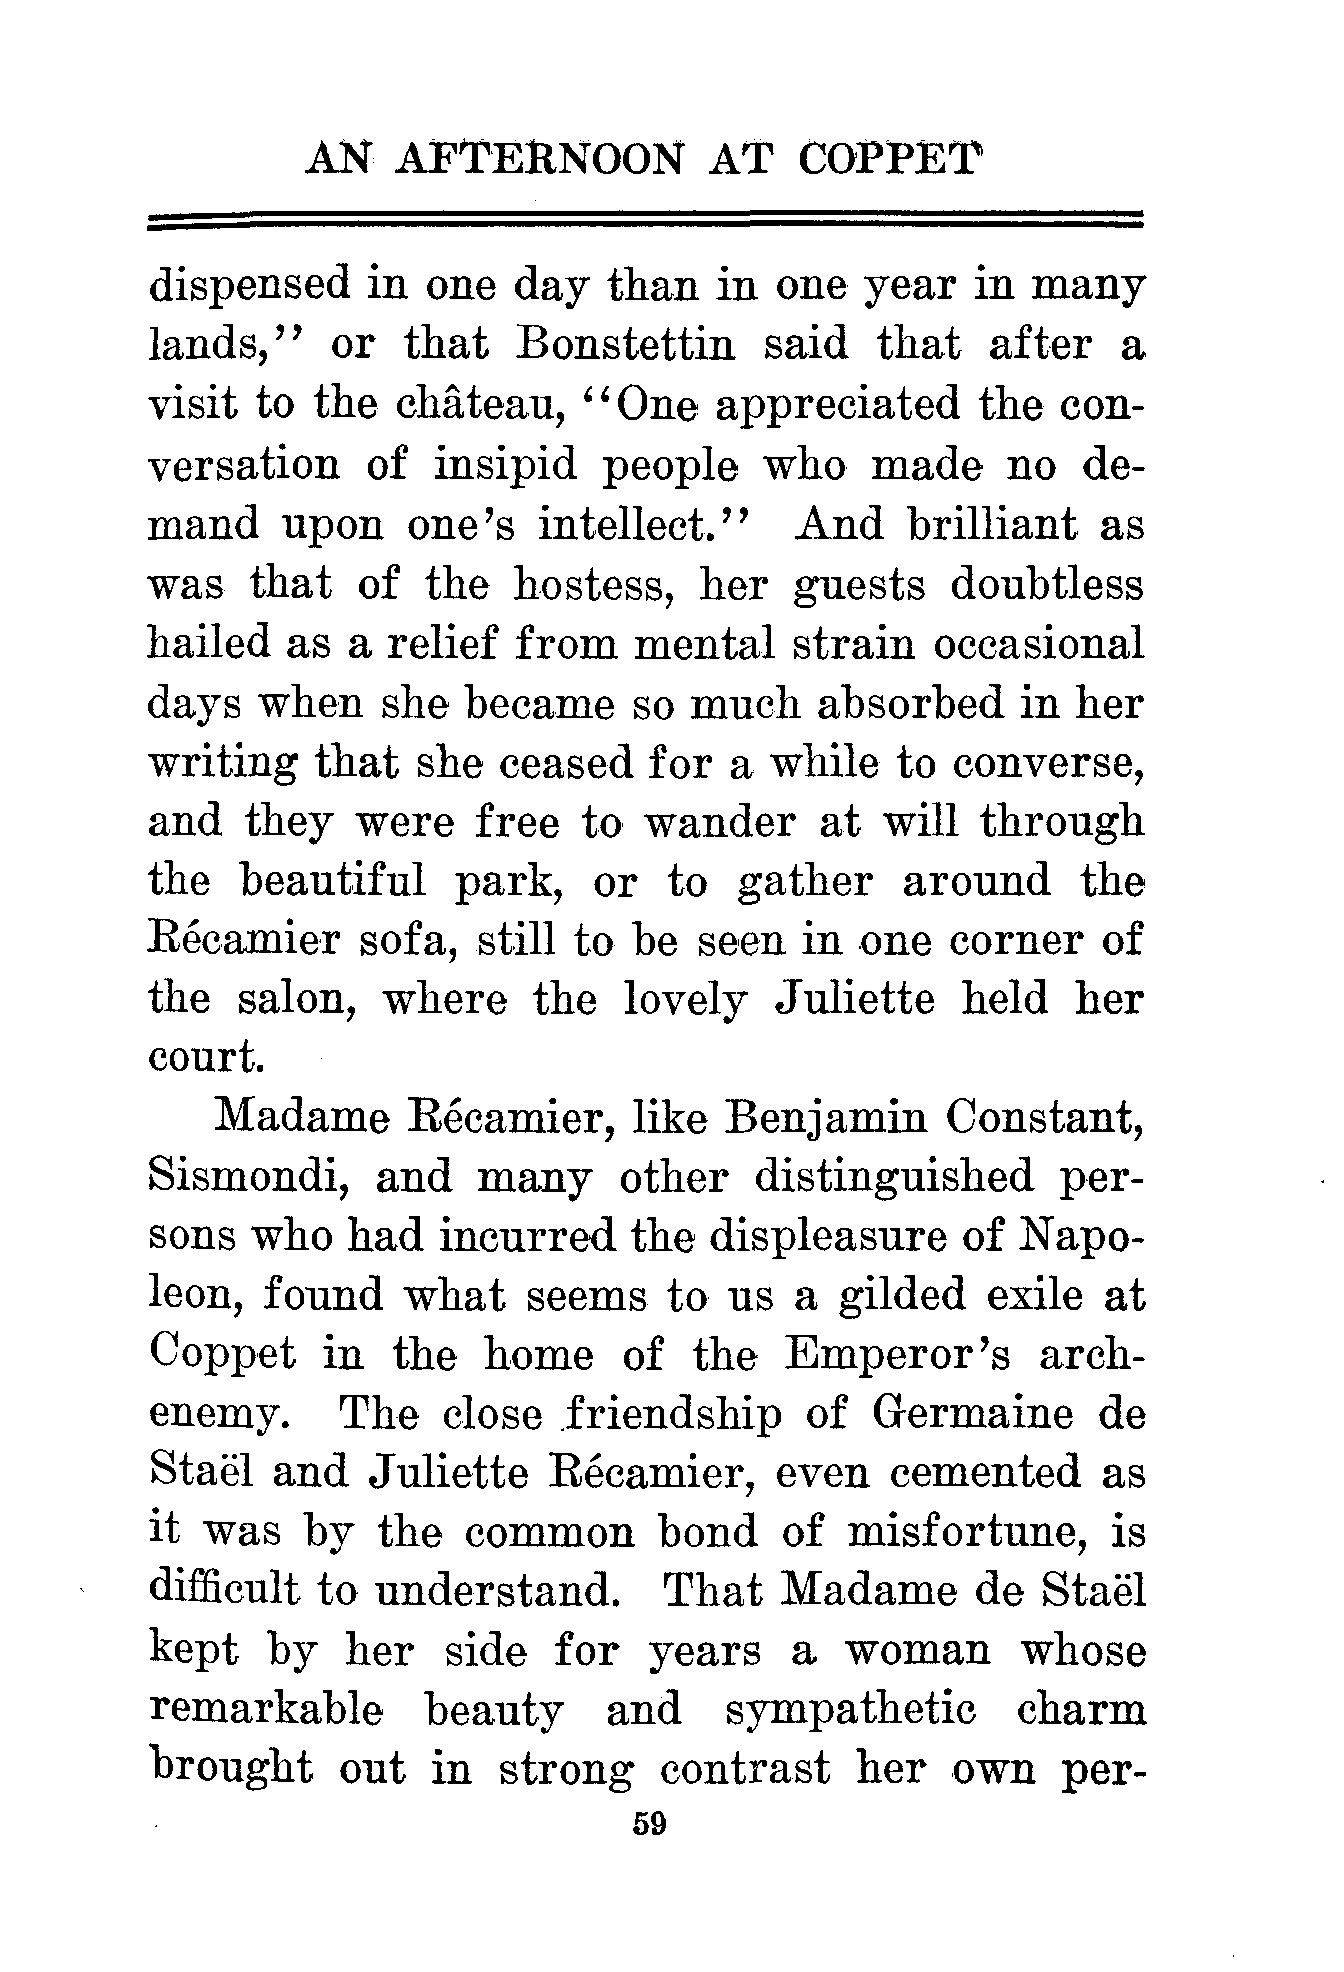 AN AFTERNOON AT COPPET
dispensed in one day than in one year in many
lands,'' or that Bonstettin said that after a
visit to the château, ''One appreciated the con-
versation of insipid people who made no de-
mand upon one's intellect.'' And brilliant as
was that of the hostess, her guests doubtless
hailed as a relief from mental strain occasional
days when she became so much absorbed in her
writing that she ceased for a while to converse,
and they were free to wander at will through
the beautiful park, or to gather around the
Récamier sofa, still to be seen in one corner of
the salon, where the lovely Juliette held her
court.
Madame Récamier, like Benjamin Constant,
Sismondi, and many other distinguished per-
sons who had incurred the displeasure of Napo-
leon, found what seems to us a gilded exile at
Coppet in the home of the Emperor's arch-
enemy. The close friendship of Germaine de
Staël and Juliette Récamier, even cemented as
it was by the common bond of misfortune, is
difficult to understand. That Madame de Staël
kept by her side for years a woman whose
remarkable beauty and sympathetic charm
brought out in strong contrast her own per-
59